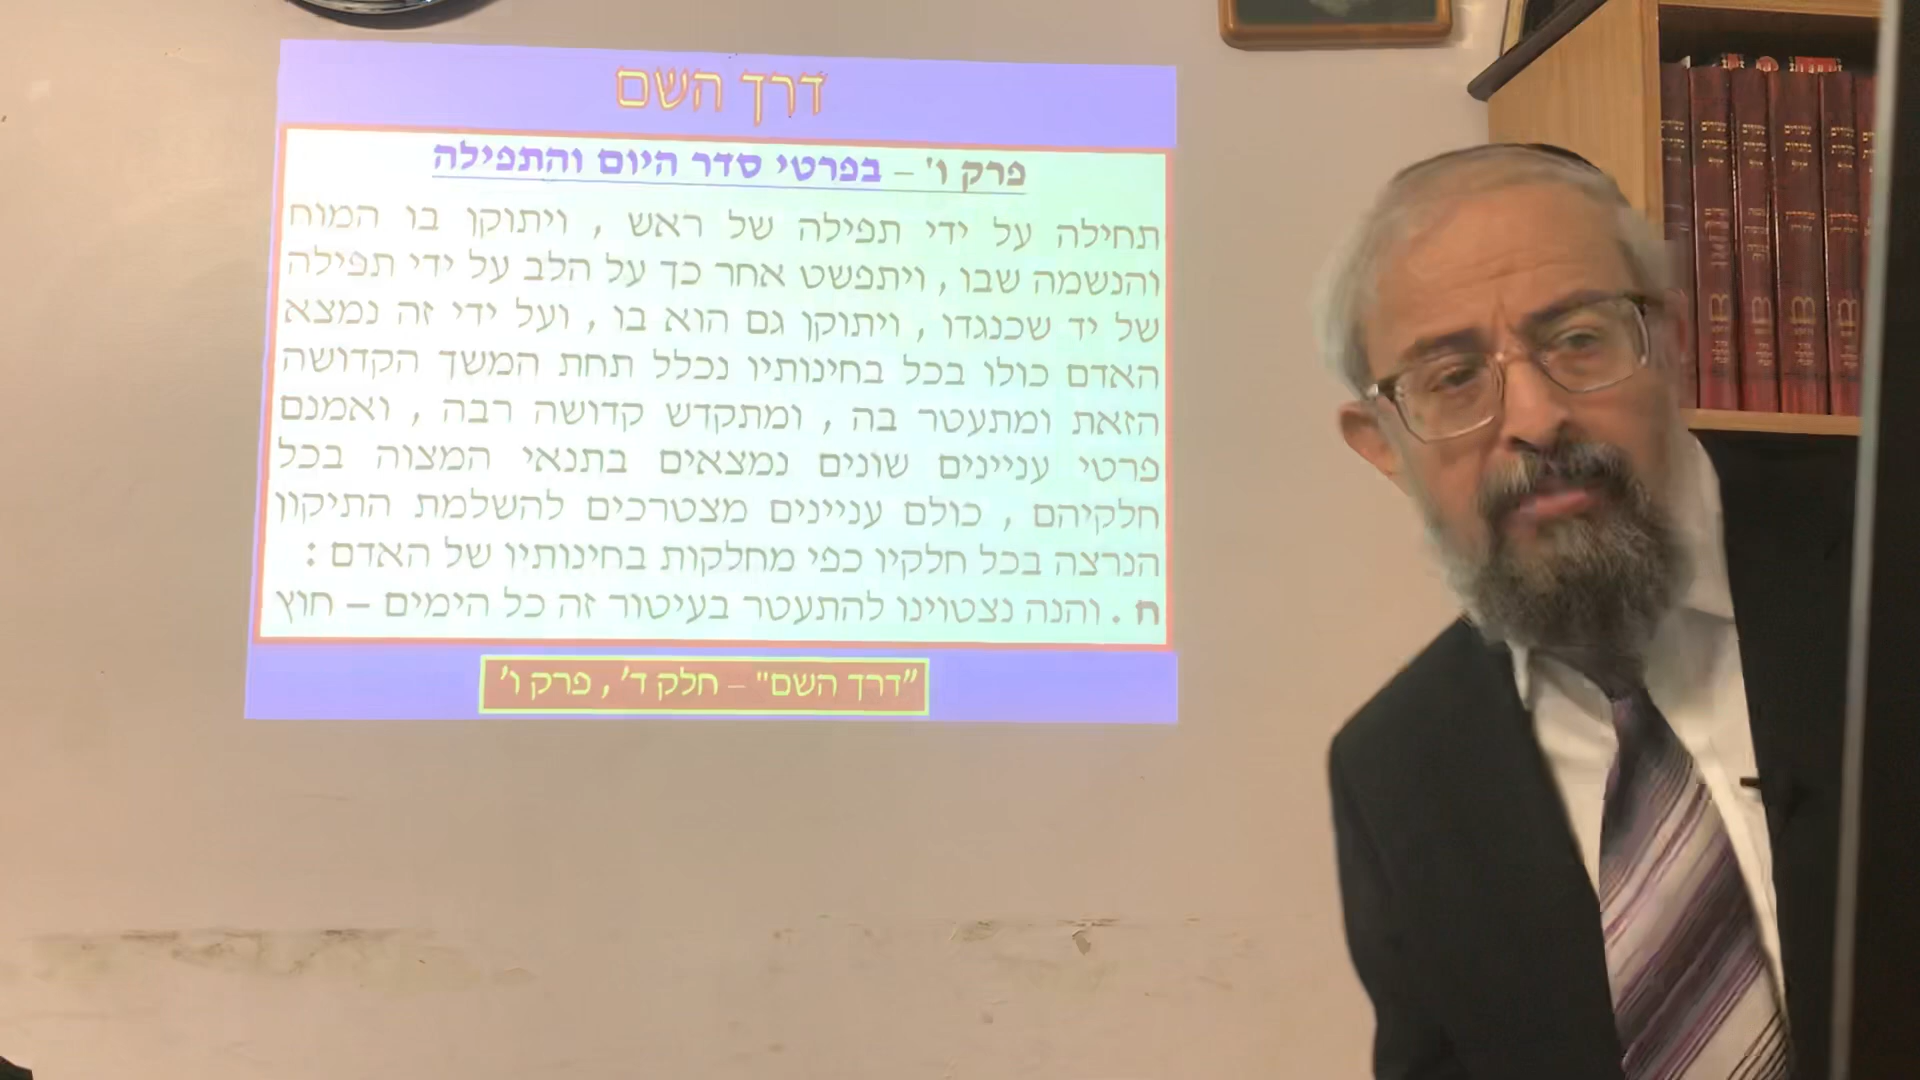 דרך השם
פרק ו' – בפרטי סדר היום והתפילה
תחילה על ידי תפילה של ראש , ויתוקן בו המוח
והנשמה שבו , ויתפשט אחר כך על הלב על ידי תפילה
של יד שכנגדו , ויתוקן גם הוא בו , ועל ידי זה נמצא
האדם כולו בכל בחינותיו נכלל תחת המשך הקדושה
הזאת ומתעטר בה , ומתקדש קדושה רבה , ואמנם
פרטי עניינים שונים נמצאים בתנאי המצוה בכל
חלקיהם , כולם עניינים מצטרכים להשלמת התיקון
הנרצה בכל חלקיו כפי מחלקות בחינותיו של האדם :
ח . והנה נצטוינו להתעטר בעיטור זה כל הימים – חוץ
"דרך השם" – חלק ד' , פרק ו'